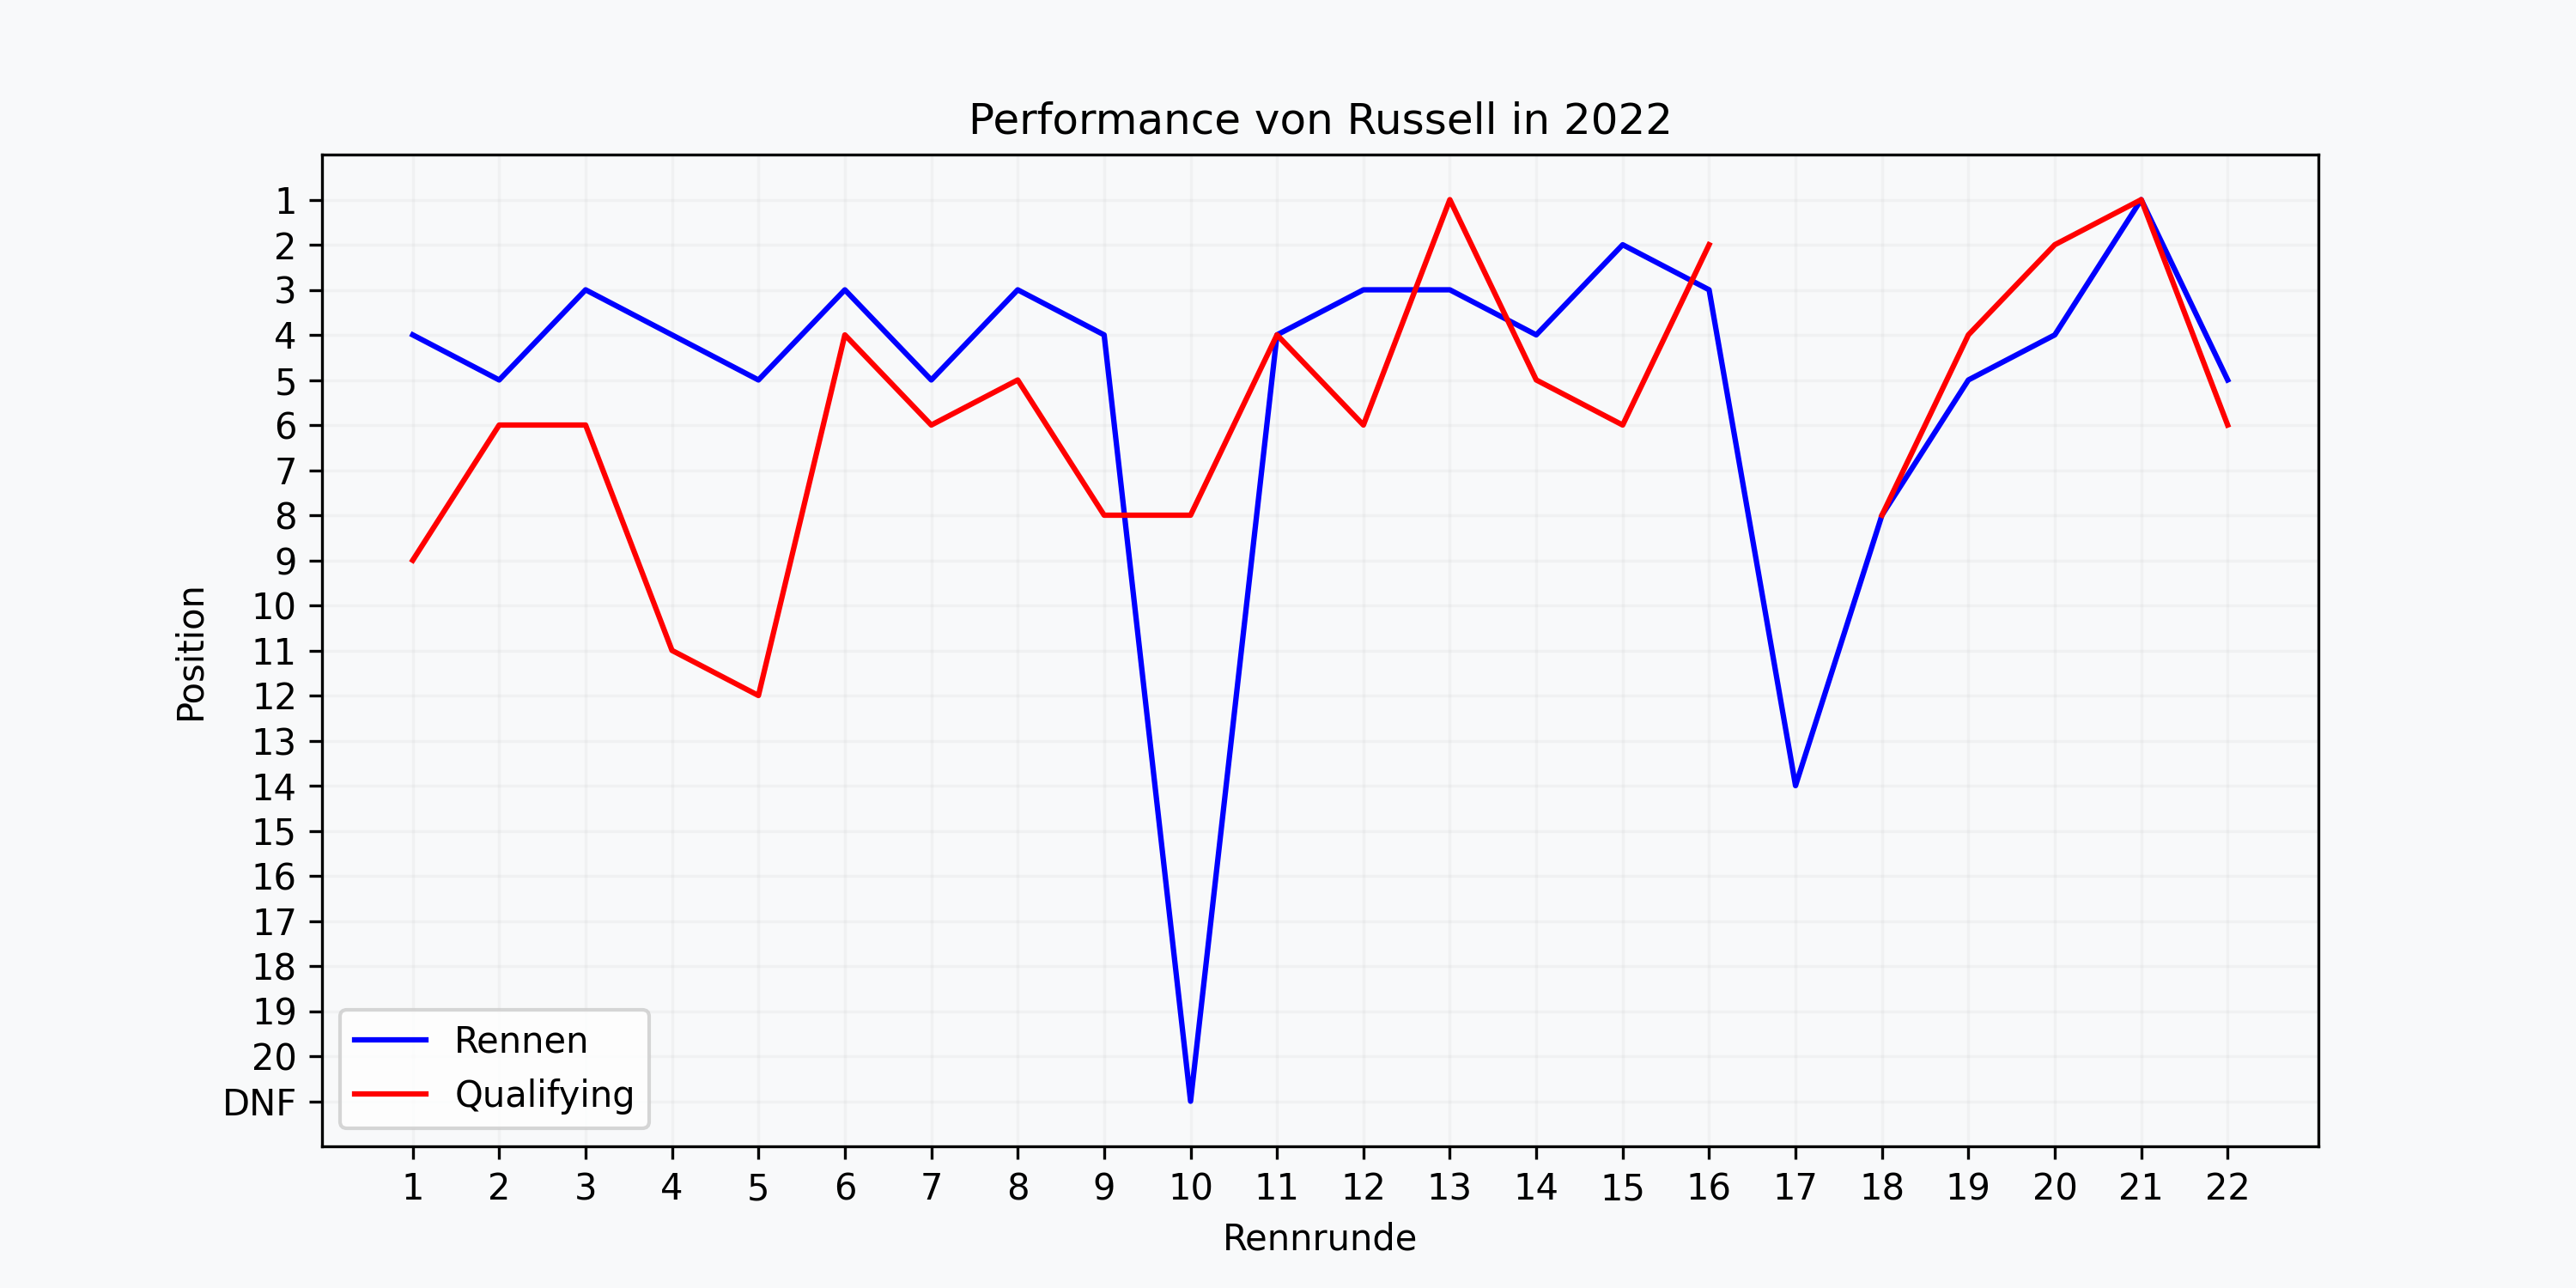 Performance von Russell in 2022
Position
1
2
3
4
5
6
7
8
9
10
11
12
13
14
15
16
17
18
19
20
DNF
Rennen
Qualifying
1 2 3 4 5 6 7 8 9 10 11 12 13 14 15 16 17 18 19 20 21 22
Rennrunde